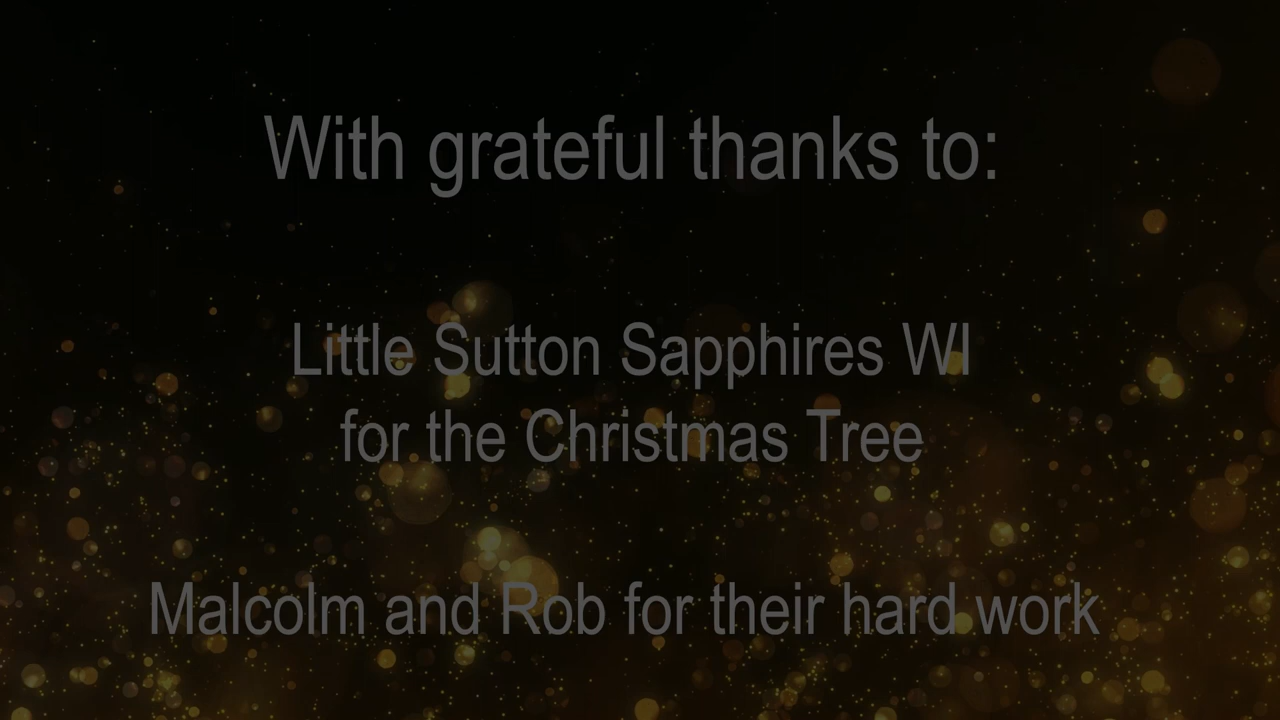 With grateful thanks to:
Little Sutton Sapphires WI
for the Christmas Tree
Malcolm and Rob for their hard work